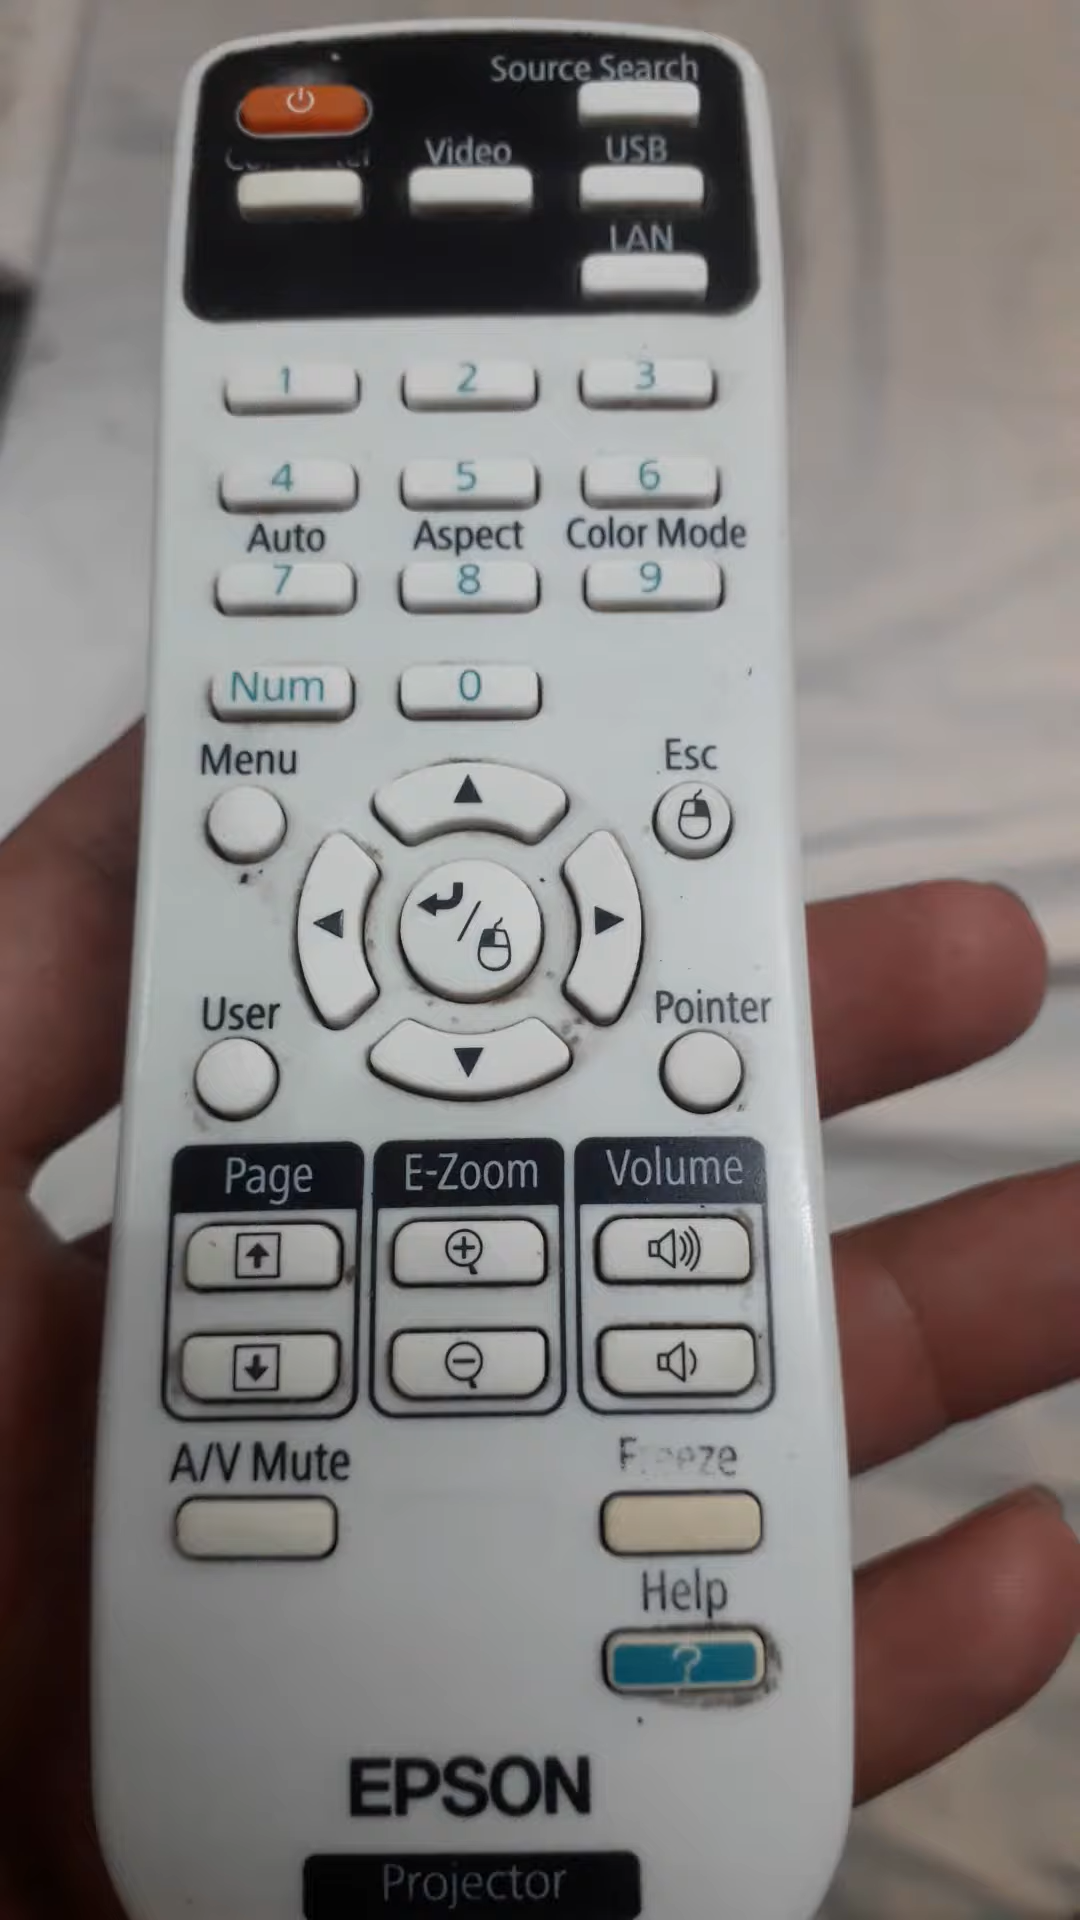 Source Search
Video USB
LAN
1 2 3
4 5 6
Auto Aspect Color Mode
7 8 9
Num 0
Menu Esc
User Pointer
Page E-Zoom Volume
A/V Mute Freeze
Help
?
EPSON
Projector